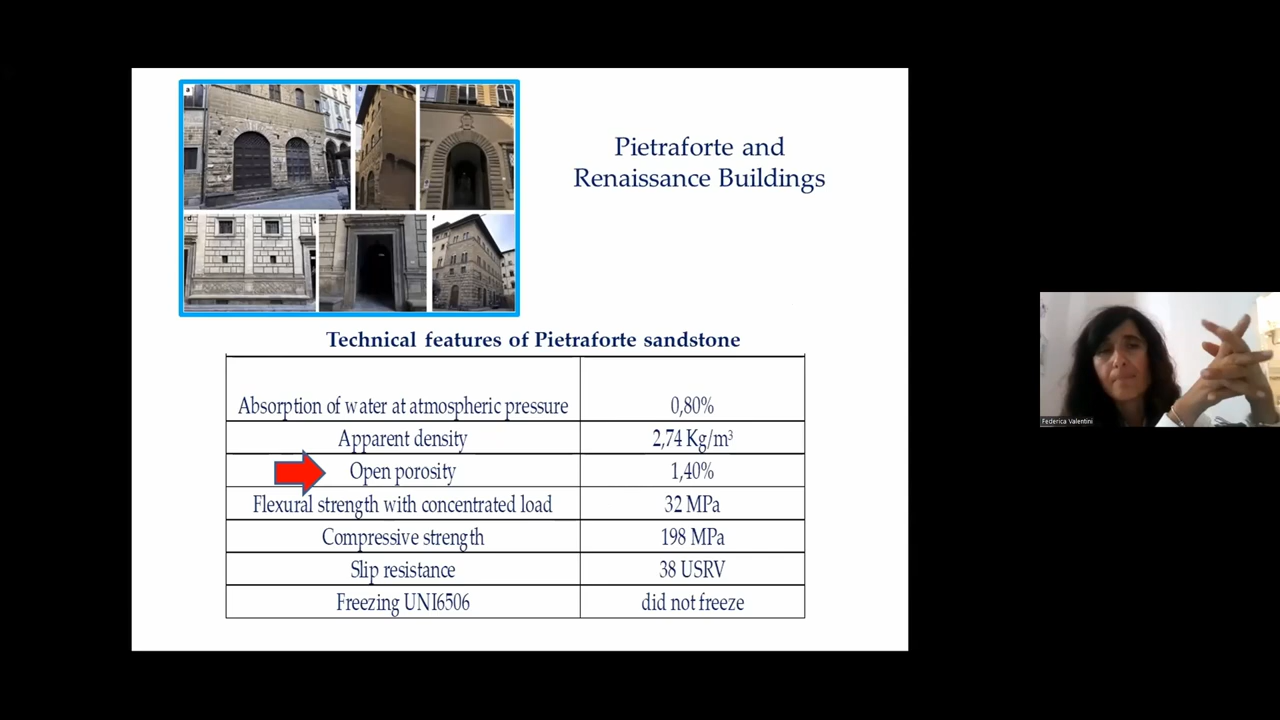 a
b
c
d
f
Pietraforte and
Renaissance Buildings
Technical features of Pietraforte sandstone
Absorption of water at atmospheric pressure 0,80%
Apparent density 2,74 Kg/m³
Open porosity 1,40%
Flexural strength with concentrated load 32 MPa
Compressive strength 198 MPa
Slip resistance 38 USRV
Freezing UNI6506 did not freeze
Federica Valentini